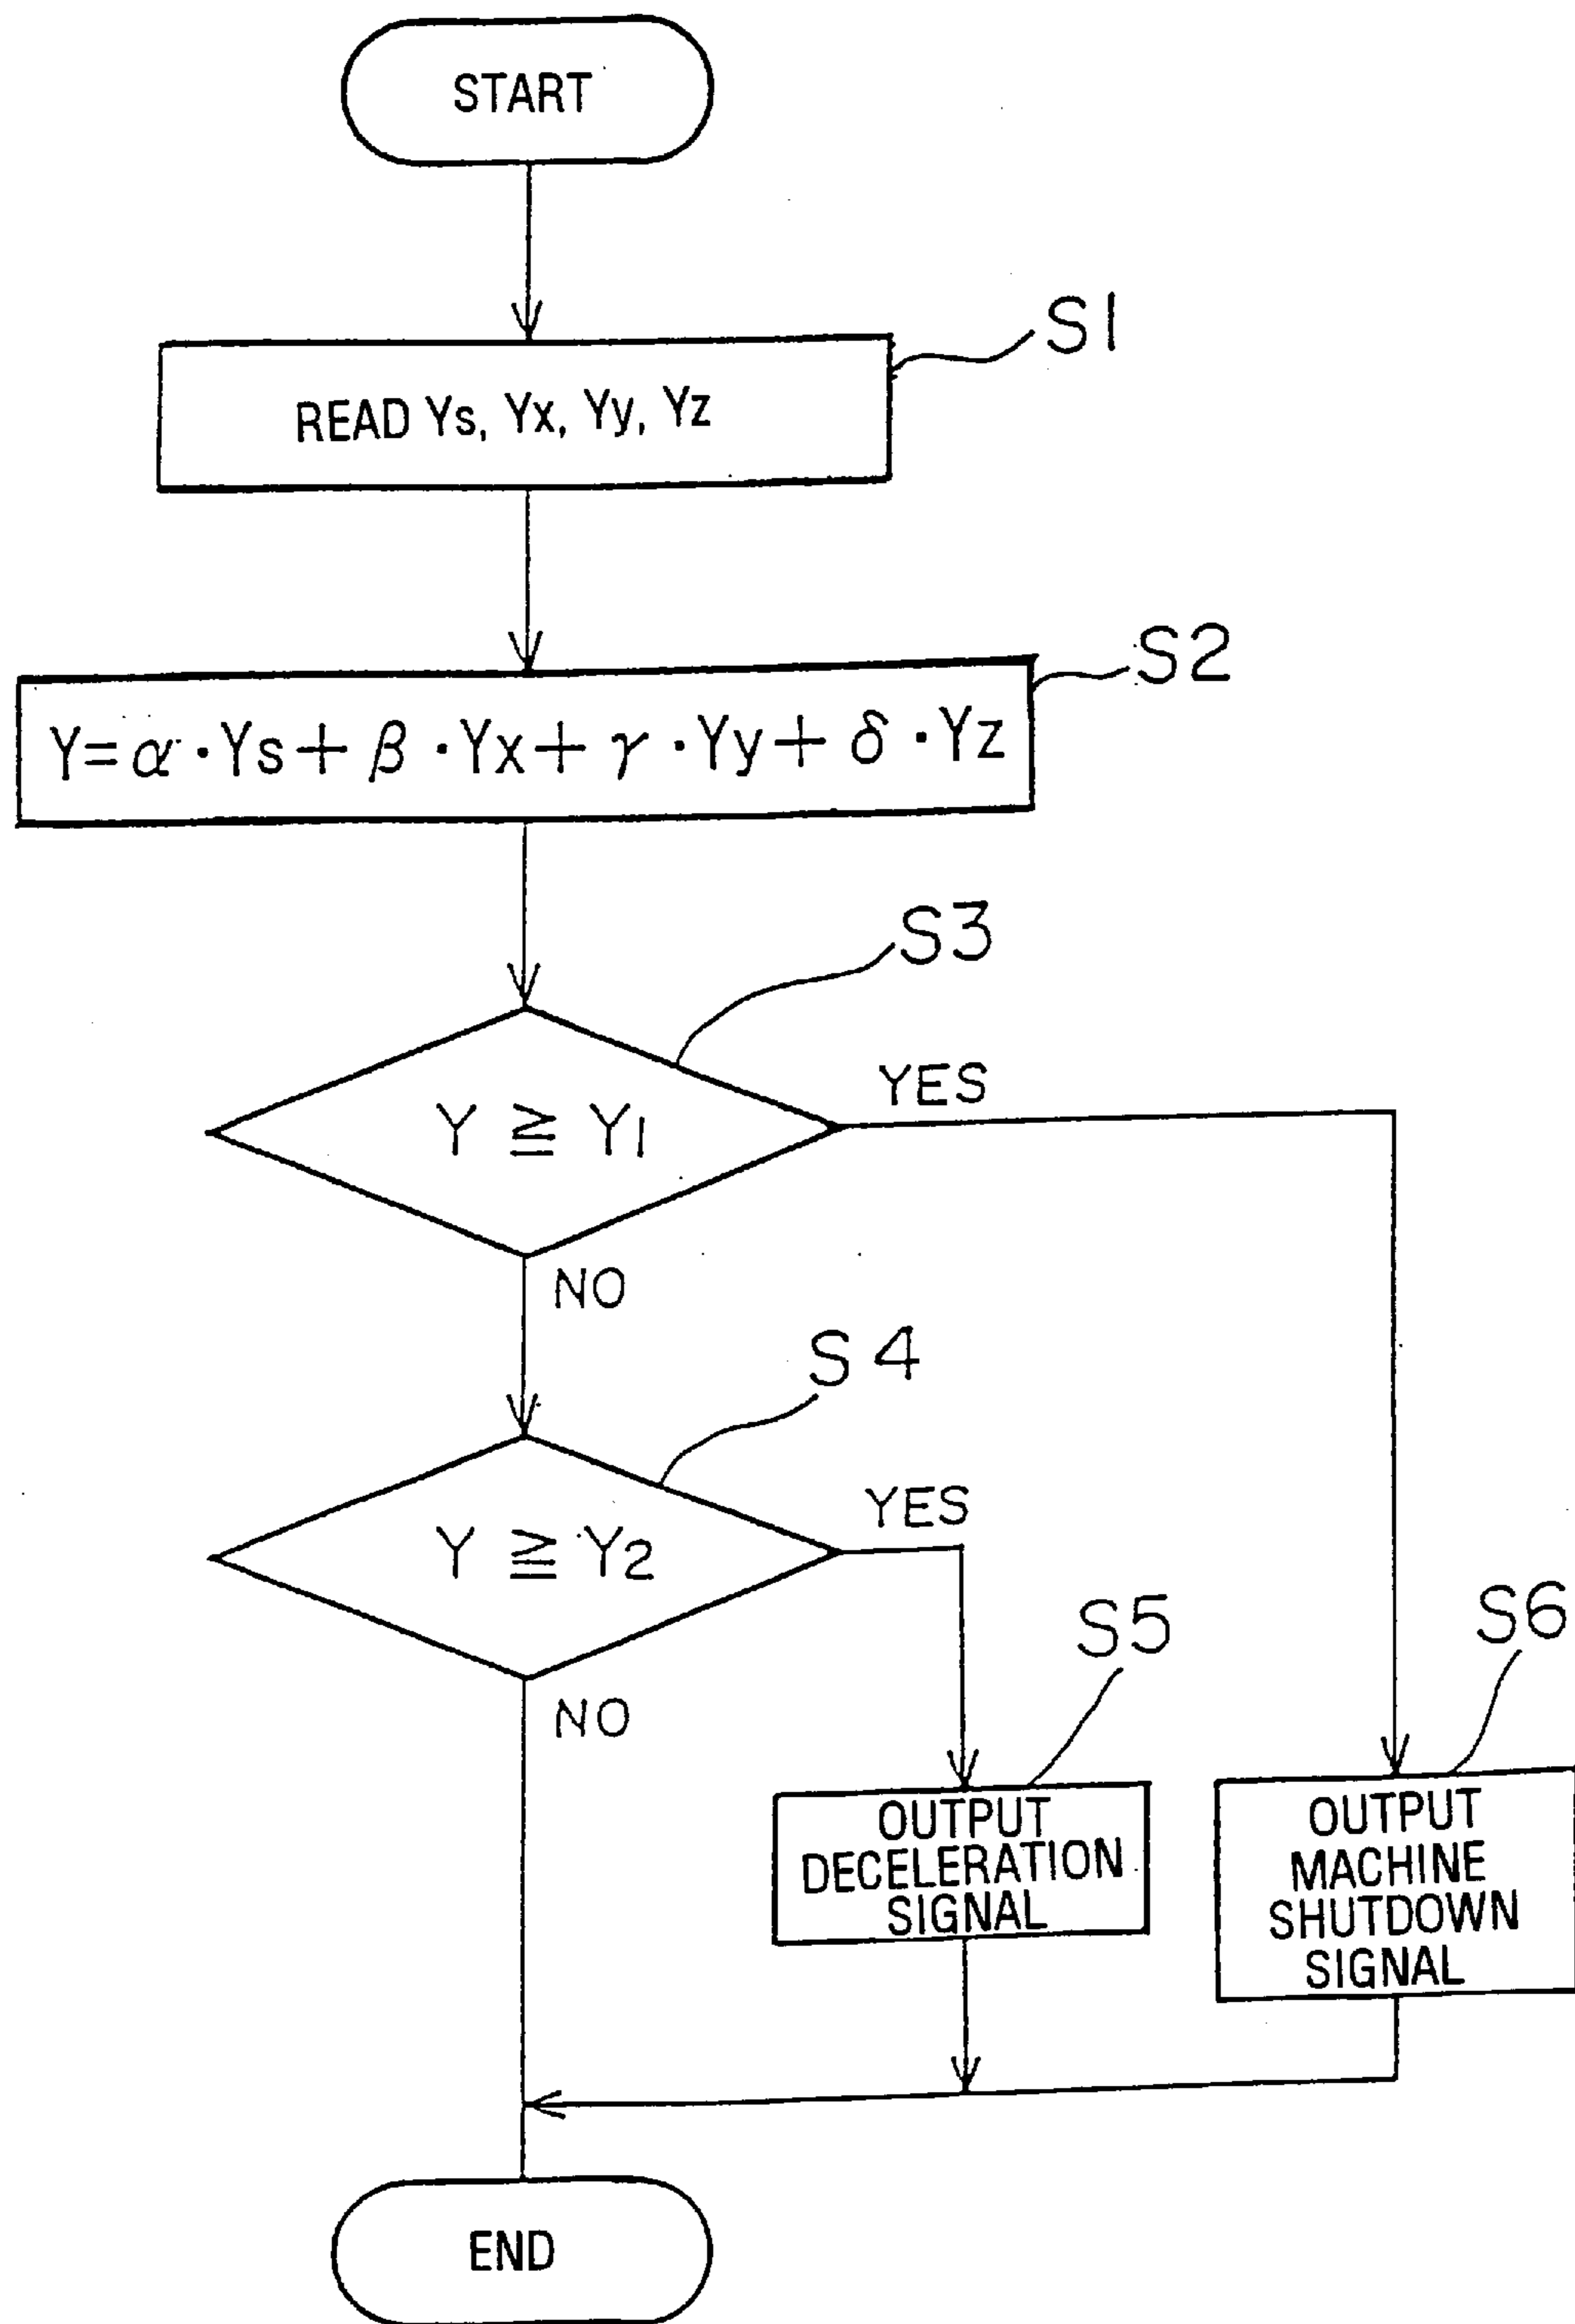 START
S1
READ Ys, Yx, Yy, Yz
S2
Y=α·Ys+β·Yx+γ·Yy+δ·Yz
S3
YES
Y ≧ Y1
NO
S4
YES
Y ≧ Y2
S5
S6
NO
OUTPUT
DECELERATION
SIGNAL
OUTPUT
MACHINE
SHUTDOWN
SIGNAL
END